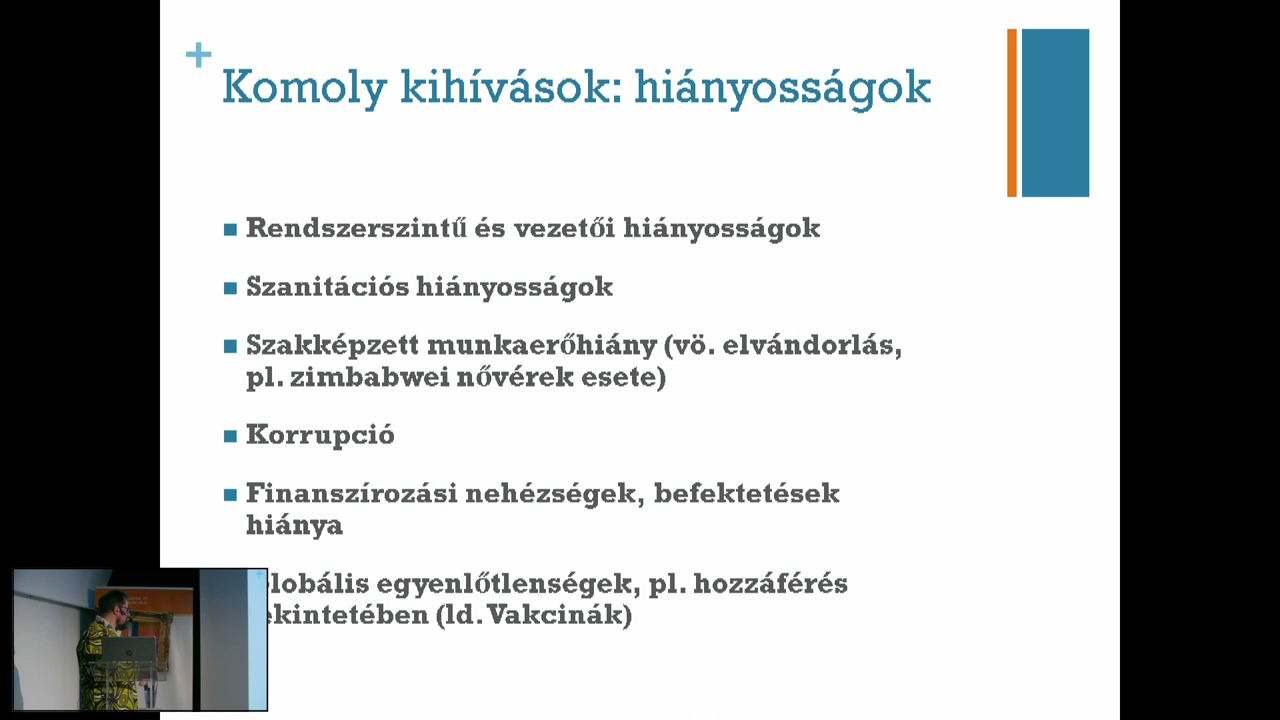 Komoly kihívások: hiányosságok
Rendszerszintű és vezetői hiányosságok
Szanitációs hiányosságok
Szakképzett munkaerőhiány (vö. elvándorlás,
pl. zimbabwei nővérek esete)
Korrupció
Finanszírozási nehézségek, befektetések
hiánya
lobális egyenlőtlenségek, pl. hozzáférés
ekintetében (ld. Vakcinák)